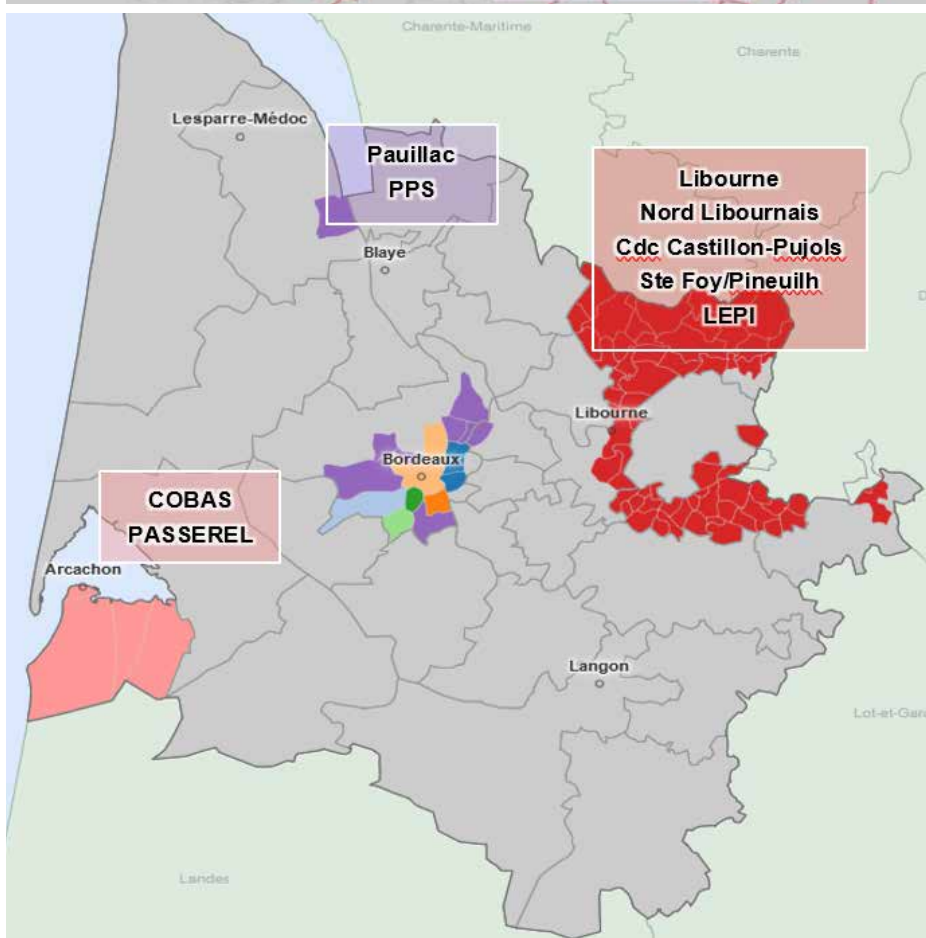 Charente-Maritime
Charente
Lesparre-Médoc
Pauillac
PPS
Libourne
Nord Libournais
Cdc Castillon-Pujols
Ste Foy/Pineuilh
LEPI
Blaye
Libourne
Bordeaux
COBAS
PASSEREL
Arcachon
Langon
Lot-et-Gar
Landes